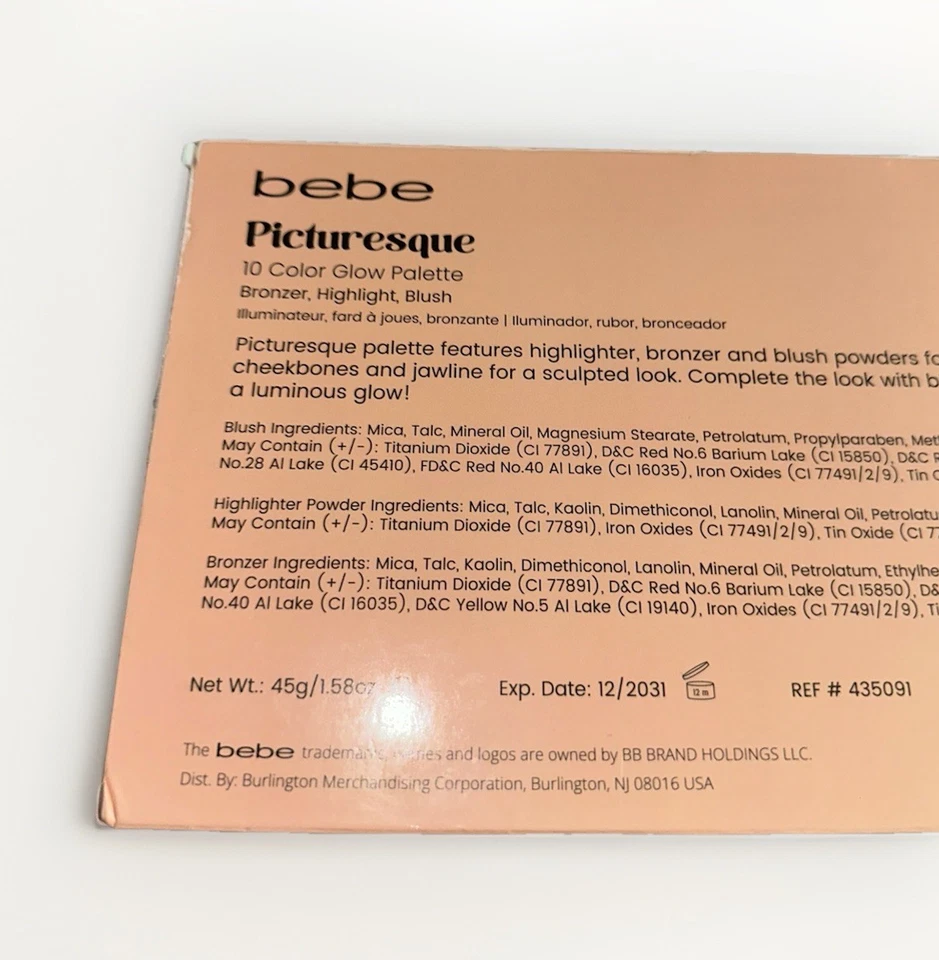 bebe
Picturesque
10 Color Glow Palette
Bronzer, Highlight, Blush
Illuminateur, fard à joues, bronzante | Iluminador, rubor, bronceador
Picturesque palette features highlighter, bronzer and blush powders
cheekbones and jawline for a sculpted look. Complete the look with
a luminous glow!
Blush Ingredients: Mica, Talc, Mineral Oil, Magnesium Stearate, Petrolatum, Propylparaben,
May Contain (+/-): Titanium Dioxide (CI 77891), D&C Red No.6 Barium Lake (CI 15850), D&C
No.28 Al Lake (CI 45410), FD&C Red No.40 Al Lake (CI 16035), Iron Oxides (CI 77491/2/9), Tin
Highlighter Powder Ingredients: Mica, Talc, Kaolin, Dimethiconol, Lanolin, Mineral Oil,
May Contain (+/-): Titanium Dioxide (CI 77891), Iron Oxides (CI 77491/2/9), Tin Oxide (CI
Bronzer Ingredients: Mica, Talc, Kaolin, Dimethiconol, Lanolin, Mineral Oil, Petrolatum,
May Contain (+/-): Titanium Dioxide (CI 77891), D&C Red No.6 Barium Lake (CI 15850),
No.40 Al Lake (CI 16035), D&C Yellow No.5 Al Lake (CI 19140), Iron Oxides (CI 77491/2/9),
Net Wt.: 45g/1.58oz Exp. Date: 12/2031 12 m REF # 435091
The bebe and logos are owned by BB BRAND HOLDINGS LLC.
Dist. By: Burlington Merchandising Corporation, Burlington, NJ 08016 USA